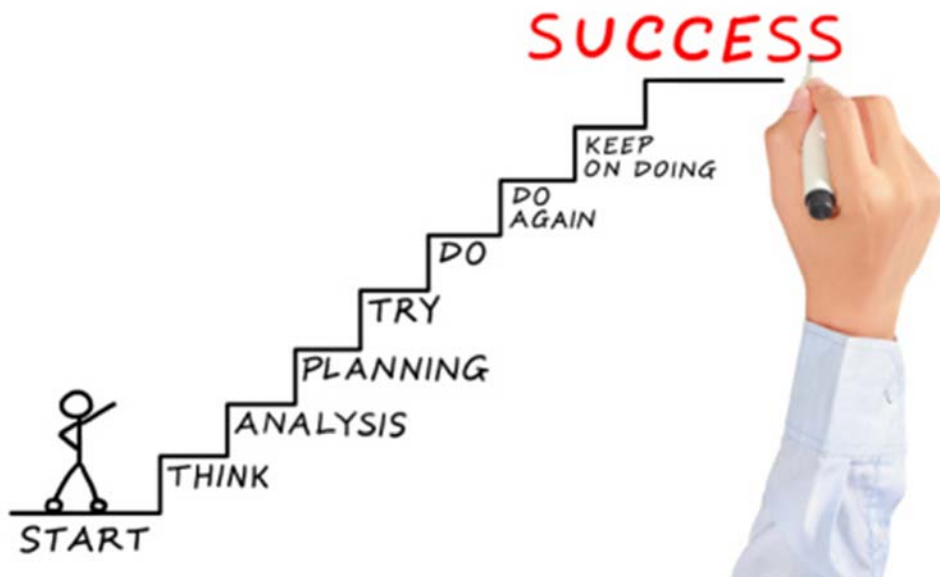 SUCCESS
KEEP
ON DOING
DO
AGAIN
DO
TRY
PLANNING
ANALYSIS
THINK
START